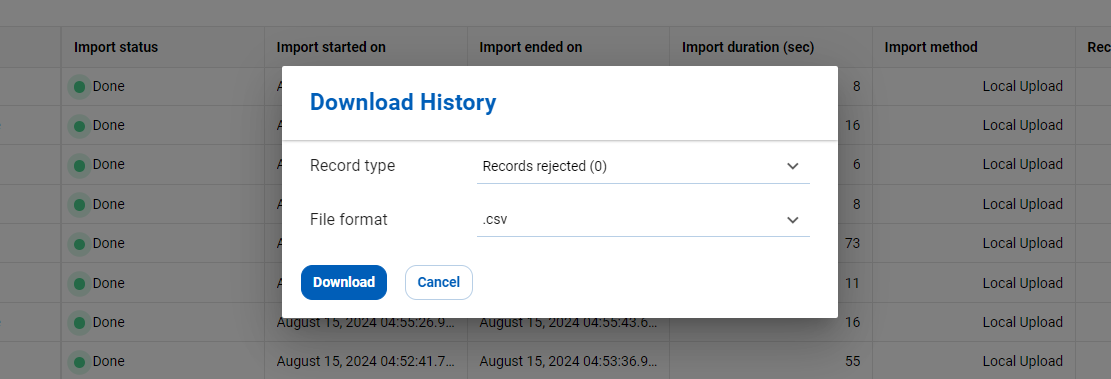 Import status Import started on Import ended on Import duration (sec) Import method Rec
Done A 8 Local Upload
Download History
Done 16 Local Upload
Record type Records rejected (0)
Done 6 Local Upload
Done 8 Local Upload
File format .csv
Done 73 Local Upload
Download Cancel
Done 11 Local Upload
Done August 15, 2024 04:55:26.9... August 15, 2024 04:55:43.6... 16 Local Upload
Done August 15, 2024 04:52:41.7... August 15, 2024 04:53:36.9... 55 Local Upload